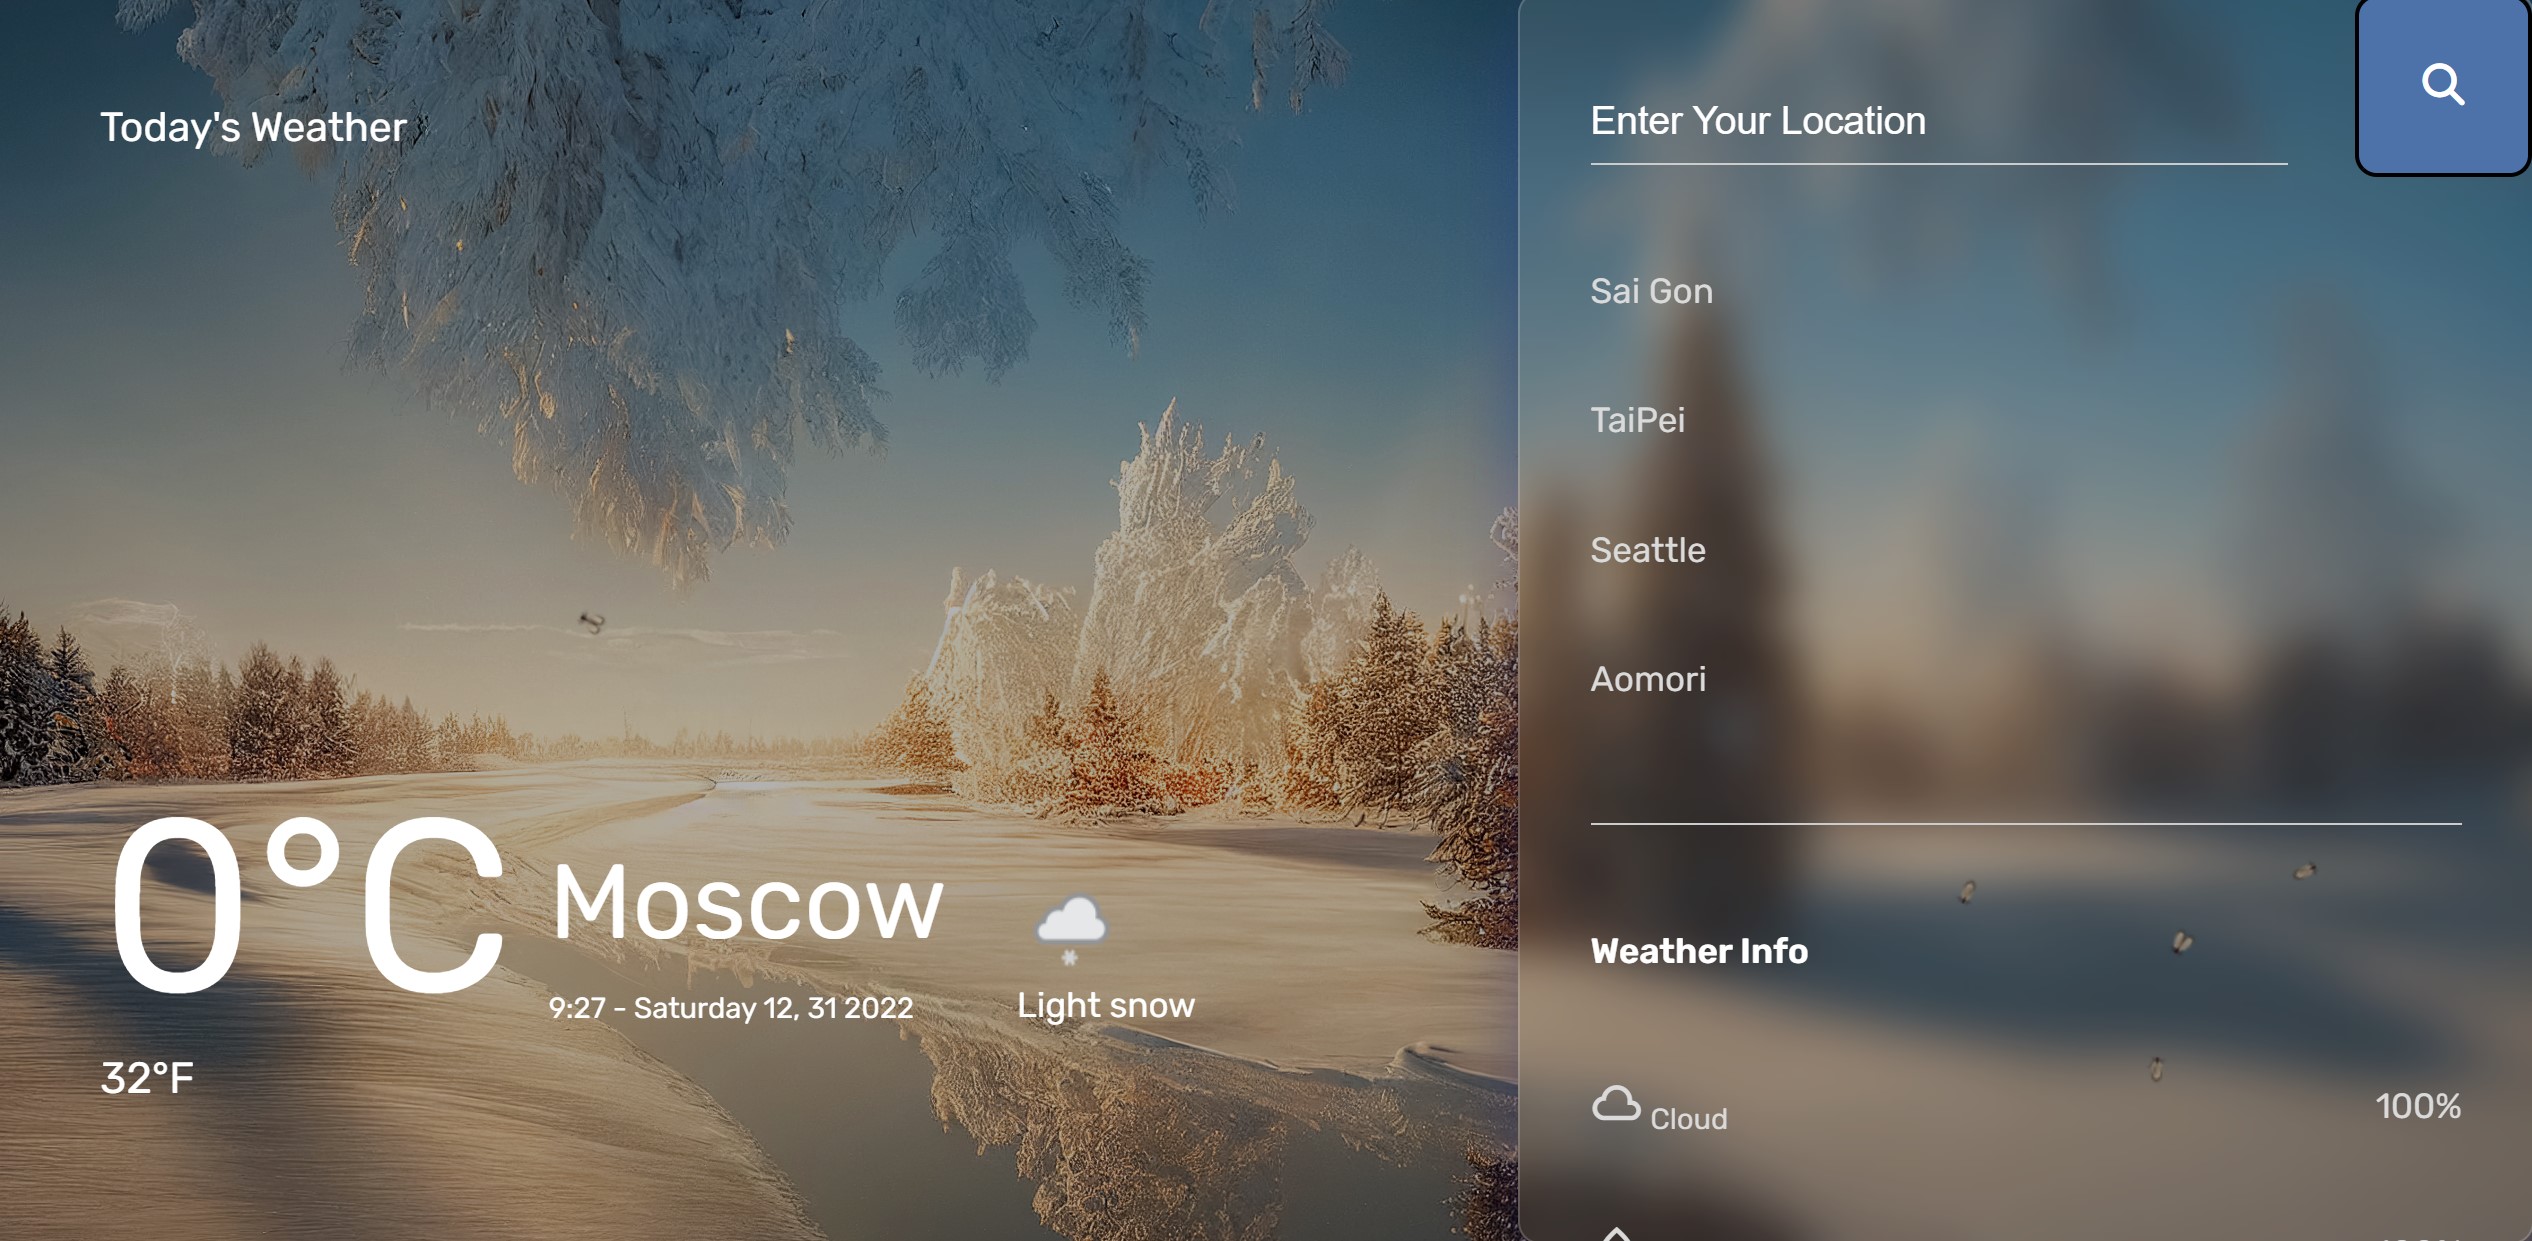 Today's Weather
0°C
Moscow
9:27 - Saturday 12, 31 2022
Light snow
32°F
Enter Your Location
Sai Gon
TaiPei
Seattle
Aomori
Weather Info
Cloud 100%